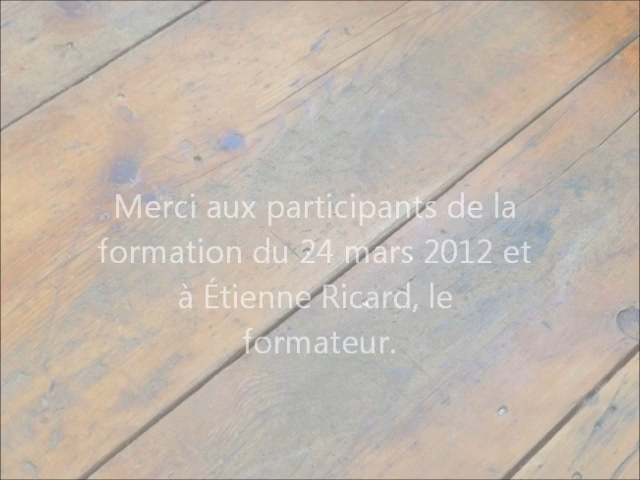 Merci aux participants de la
formation du 24 mars 2012 et
à Étienne Ricard, le
formateur.